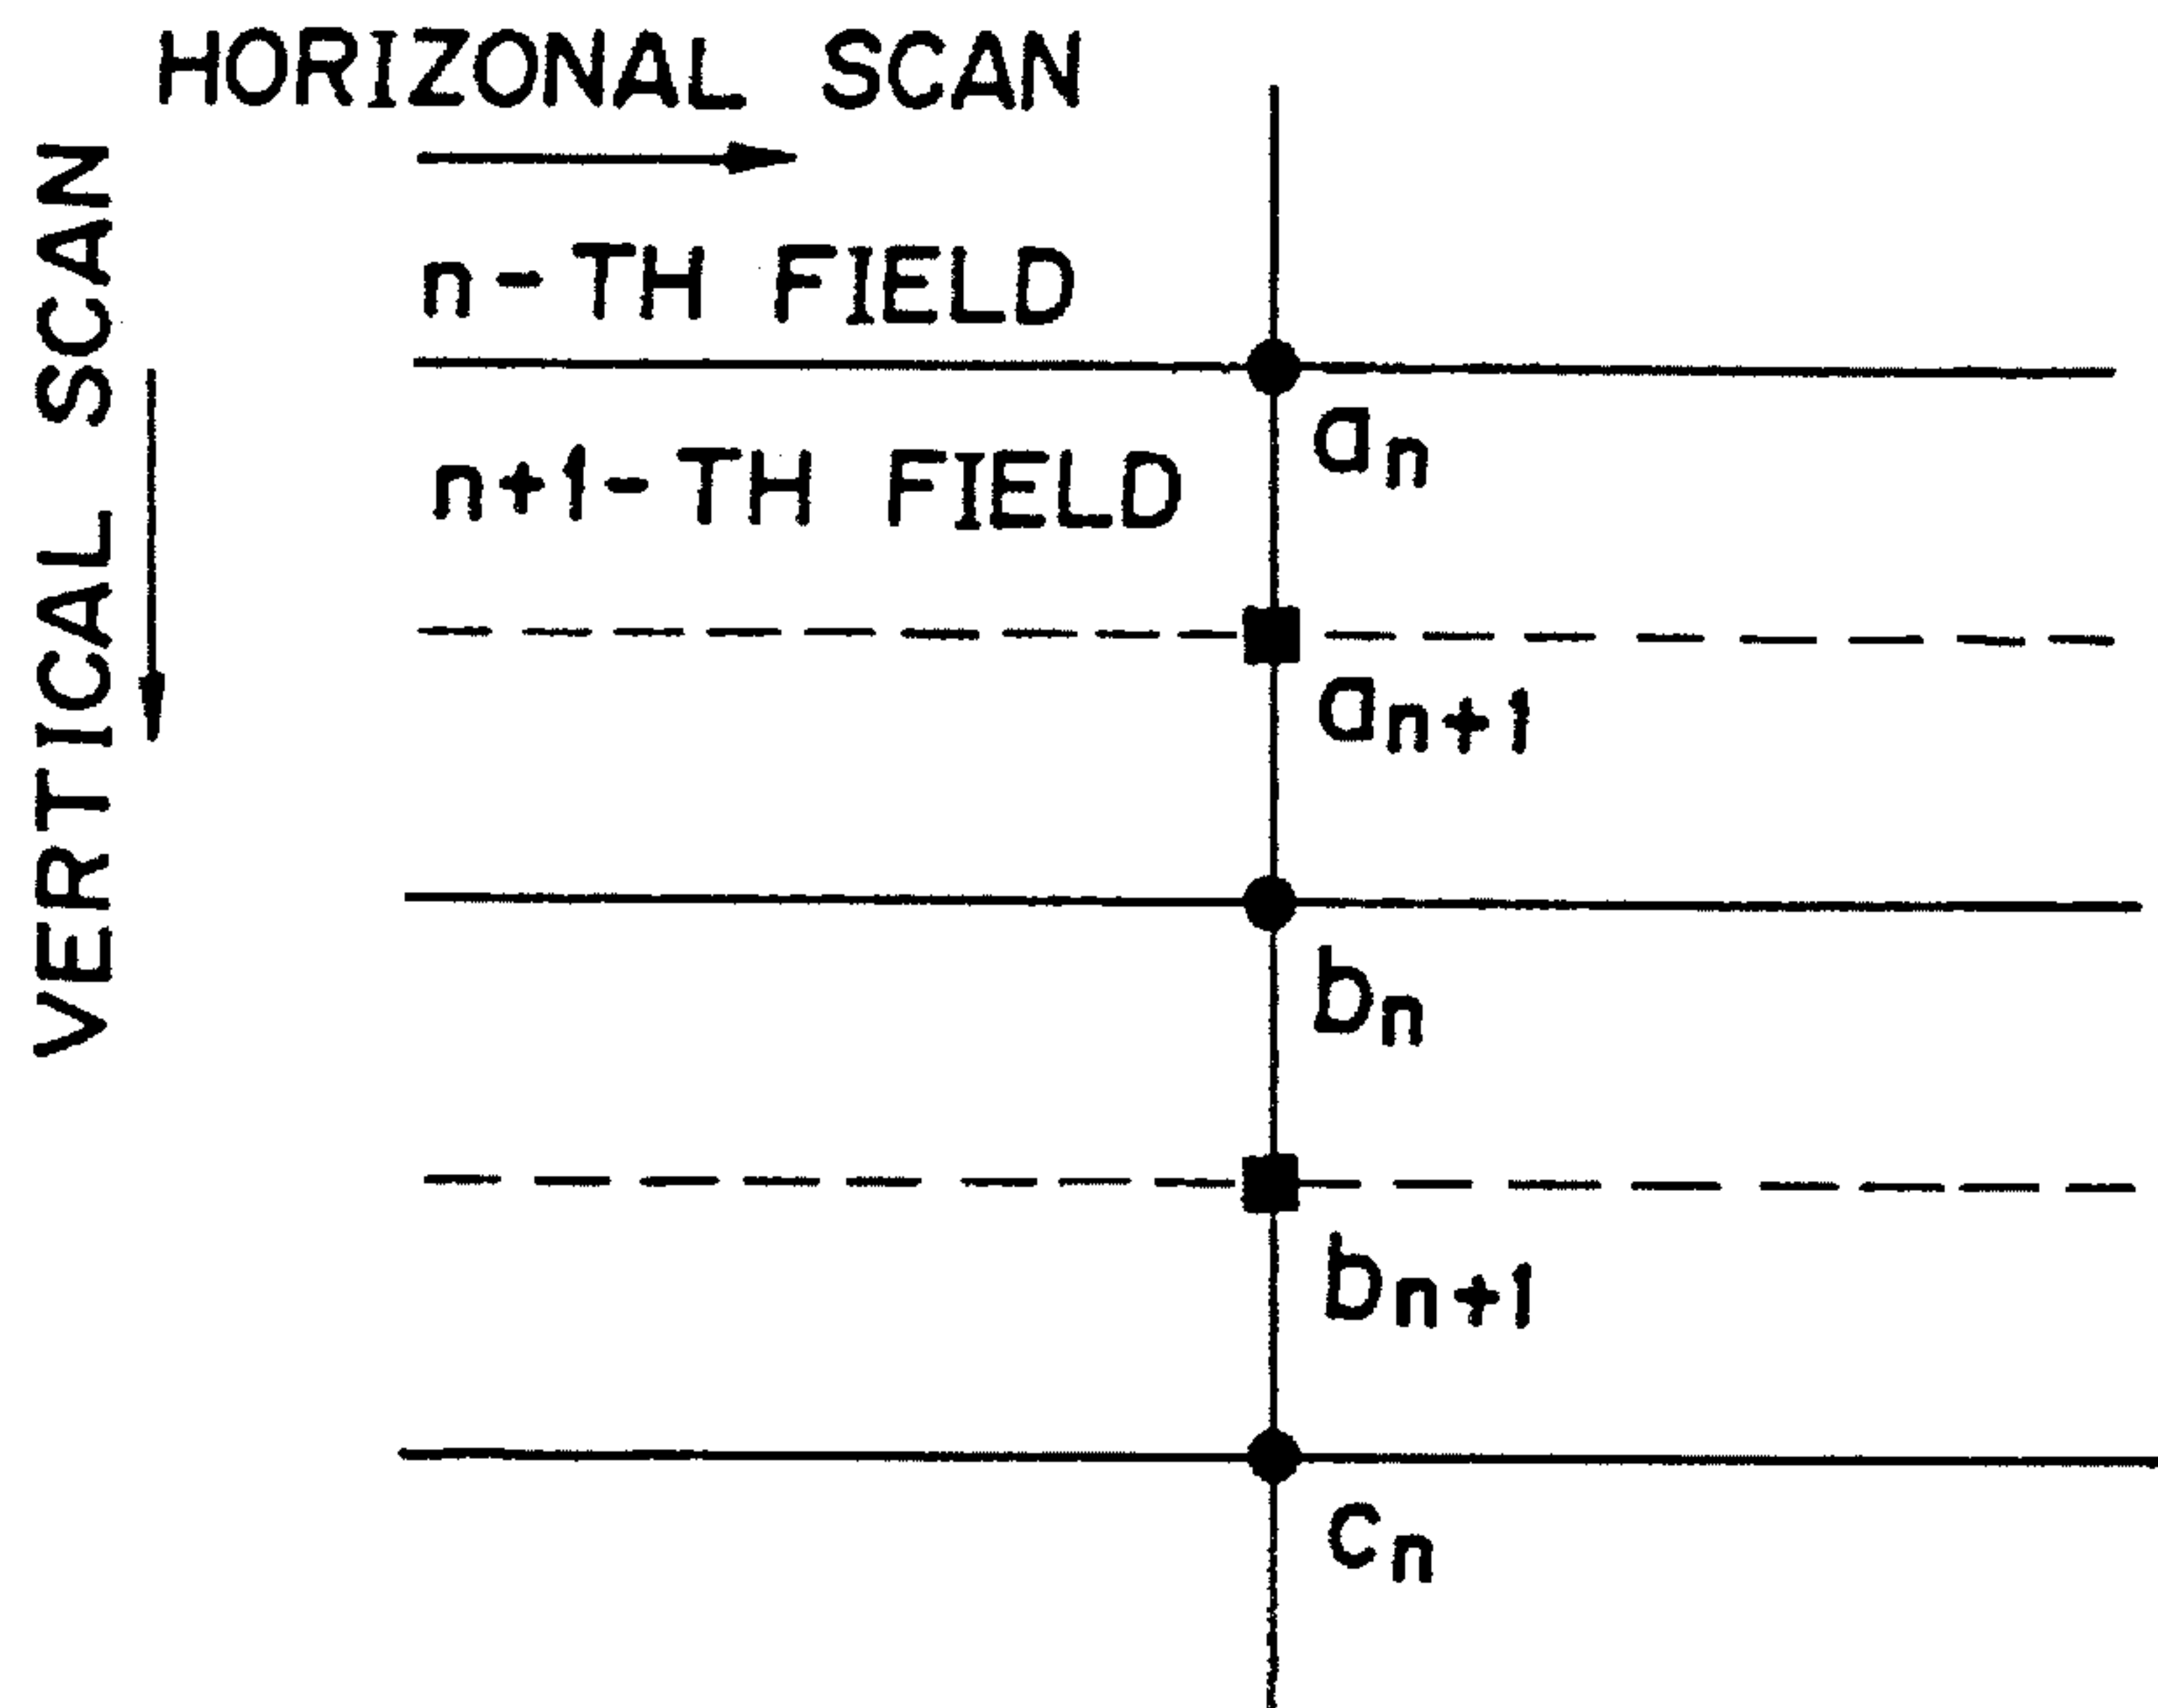 HORIZONAL SCAN
VERTICAL SCAN
n-TH FIELD
an
n+1-TH FIELD
an+1
bn
bn+1
cn